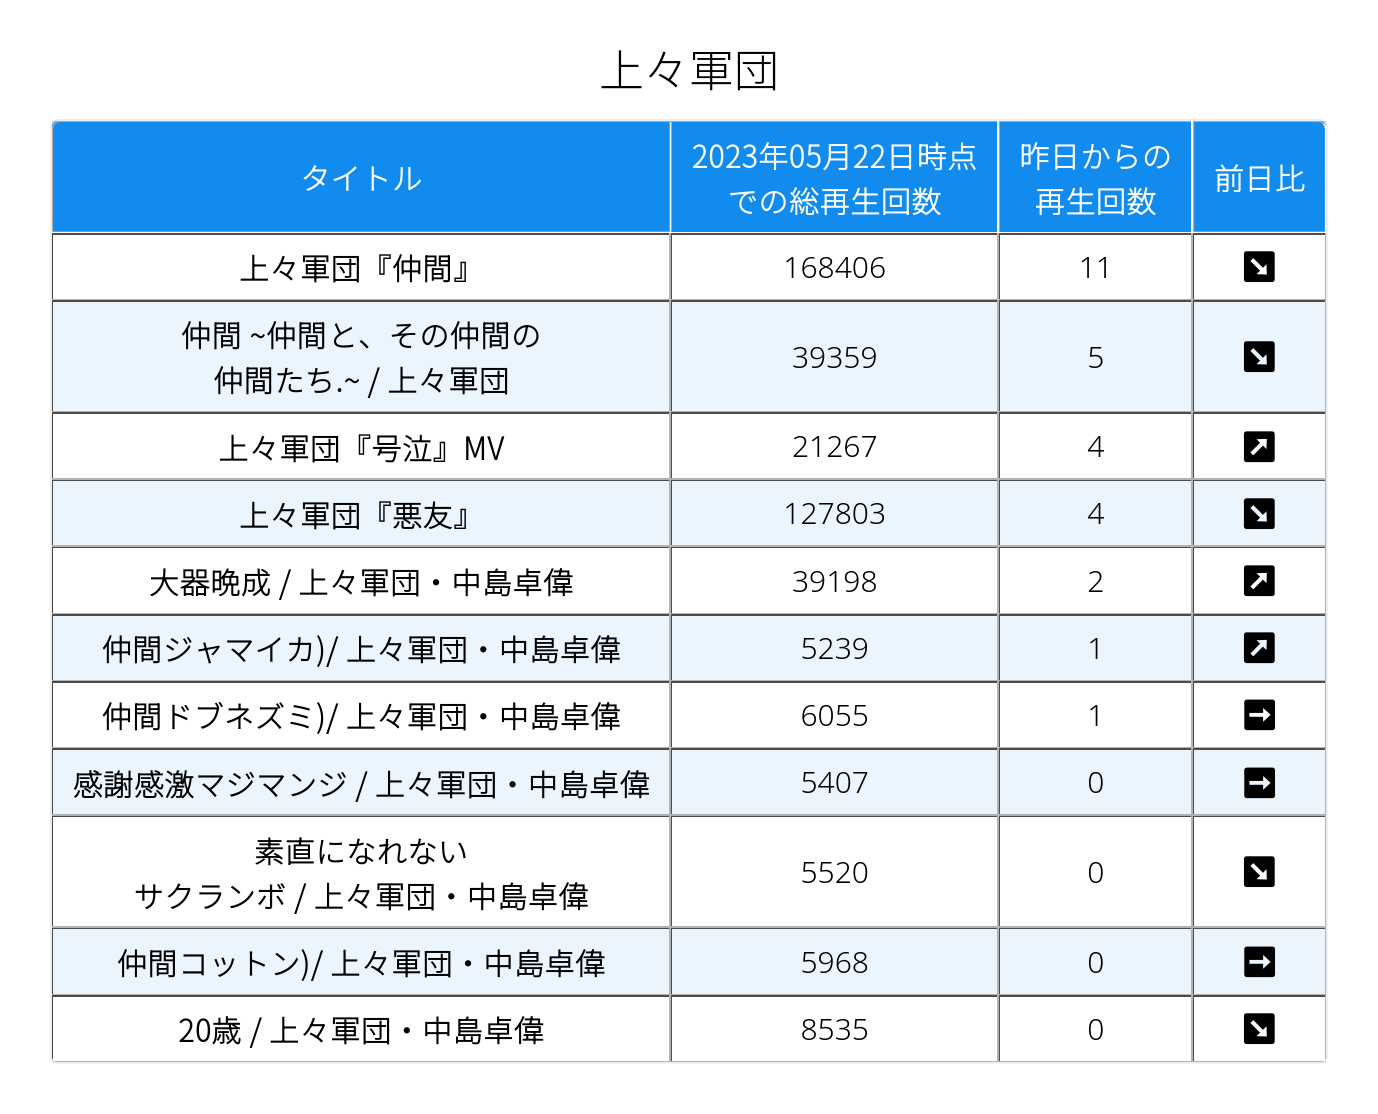 上々軍団
タイトル
2023年05月22日時点
での総再生回数
昨日からの
再生回数
前日比
上々軍団『仲間』 168406 11 ↘
仲間 ~仲間と、その仲間の
仲間たち.~ / 上々軍団 39359 5 ↘
上々軍団『号泣』MV 21267 4 ↗
上々軍団『悪友』 127803 4 ↘
大器晩成 / 上々軍団・中島卓偉 39198 2 ↗
仲間ジャマイカ)/ 上々軍団・中島卓偉 5239 1 ↗
仲間ドブネズミ)/ 上々軍団・中島卓偉 6055 1 →
感謝感激マジマンジ / 上々軍団・中島卓偉 5407 0 →
素直になれない
サクランボ / 上々軍団・中島卓偉 5520 0 ↘
仲間コットン)/ 上々軍団・中島卓偉 5968 0 →
20歳 / 上々軍団・中島卓偉 8535 0 ↘